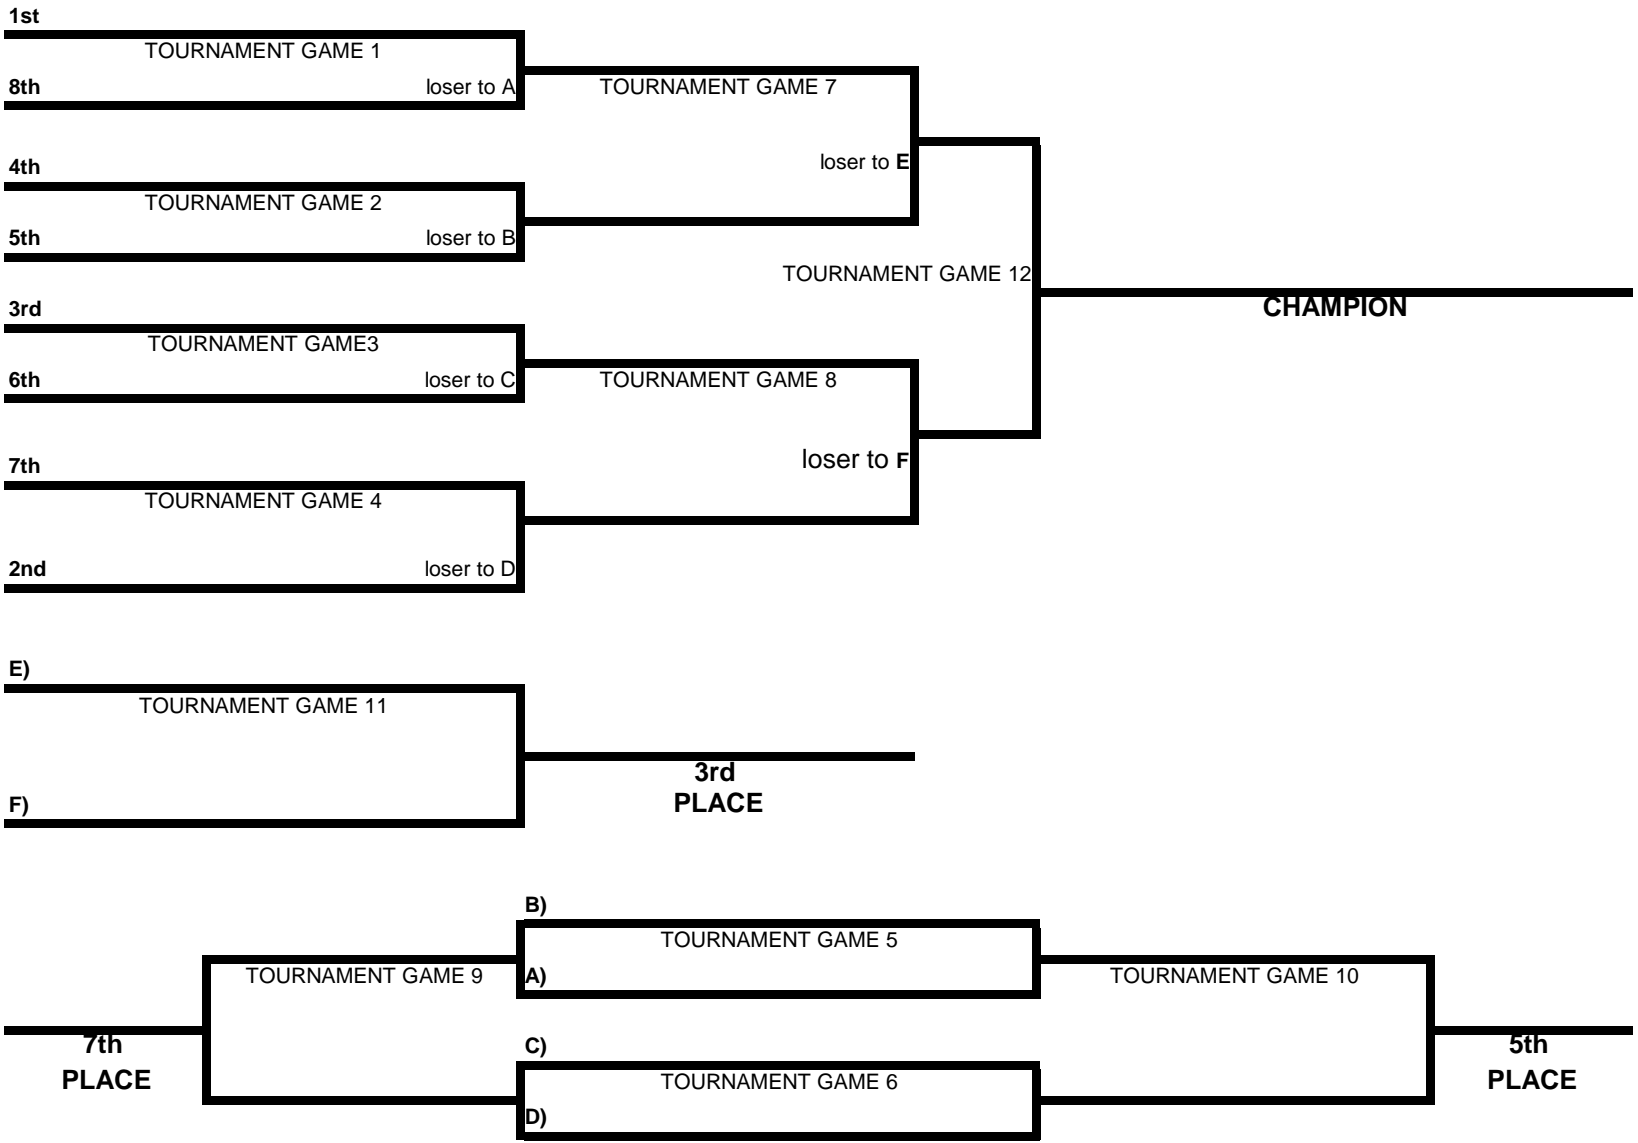 1st
TOURNAMENT GAME 1
8th loser to A
TOURNAMENT GAME 7
4th
loser to E
TOURNAMENT GAME 2
5th loser to B
TOURNAMENT GAME 12
CHAMPION
3rd
TOURNAMENT GAME3
6th loser to C
TOURNAMENT GAME 8
7th
loser to F
TOURNAMENT GAME 4
2nd loser to D
E)
TOURNAMENT GAME 11
3rd
PLACE
F)
B)
TOURNAMENT GAME 5
TOURNAMENT GAME 9
A)
TOURNAMENT GAME 10
7th
PLACE
C)
5th
PLACE
TOURNAMENT GAME 6
D)